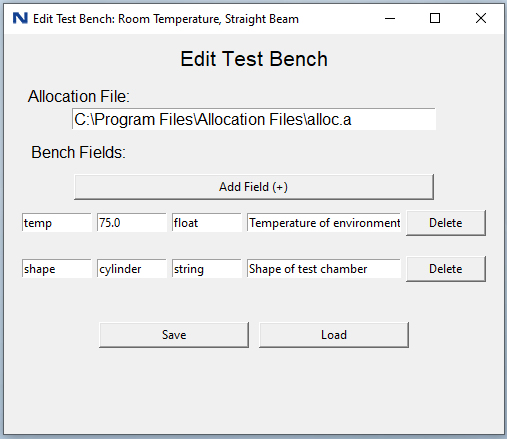 Edit Test Bench: Room Temperature, Straight Beam
Edit Test Bench
Allocation File:
C:\Program Files\Allocation Files\alloc.a
Bench Fields:
Add Field (+)
temp 75.0 float Temperature of environment Delete
shape cylinder string Shape of test chamber Delete
Save Load